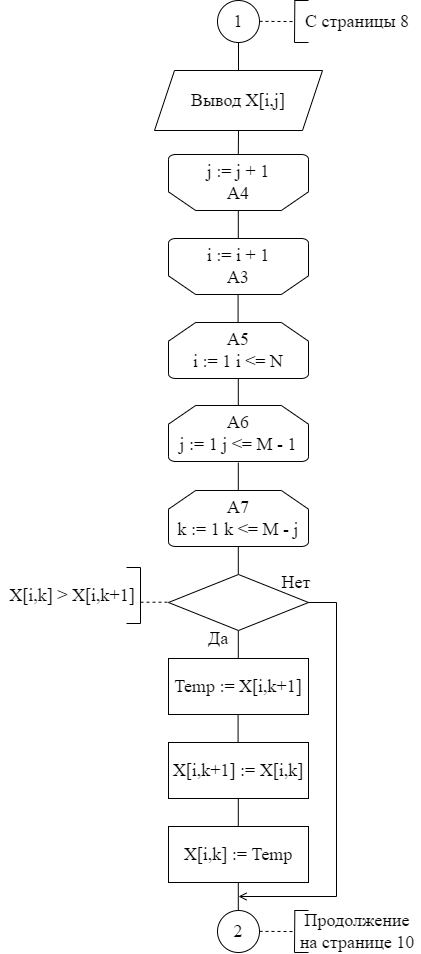 1
С страницы 8
Вывод X[i,j]
j := j + 1
A4
i := i + 1
A3
A5
i := 1 i <= N
A6
j := 1 j <= M - 1
A7
k := 1 k <= M - j
X[i,k] > X[i,k+1]
Нет
Да
Temp := X[i,k+1]
X[i,k+1] := X[i,k]
X[i,k] := Temp
2
Продолжение
на странице 10